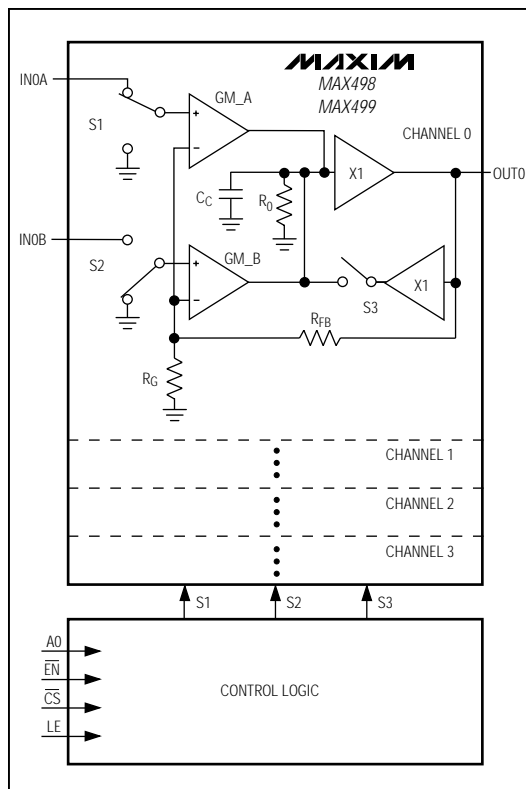 MAXIM
MAX498
MAX499
IN0A
GM_A
S1
CHANNEL 0
X1
OUT0
CC
R0
IN0B
S2
GM_B
X1
S3
RFB
RG
CHANNEL 1
CHANNEL 2
CHANNEL 3
S1
S2
S3
A0
EN
CS
LE
CONTROL LOGIC